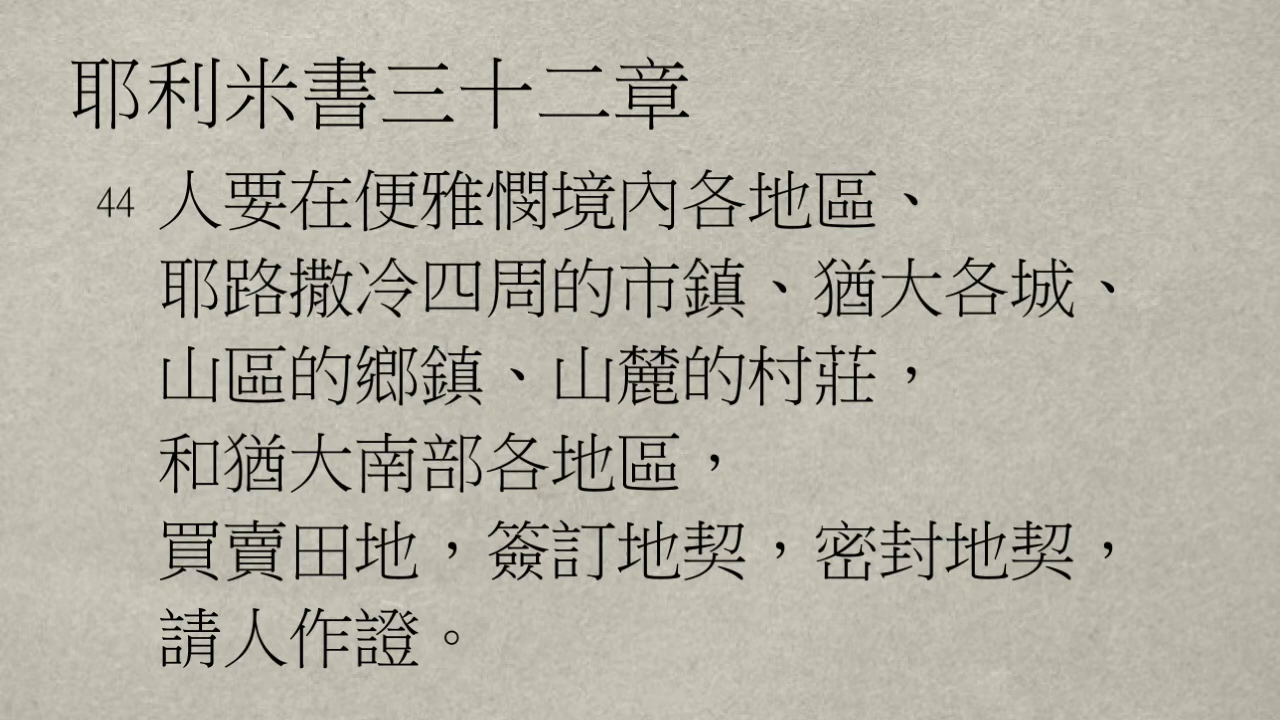 耶利米書三十二章
44 人要在便雅憫境內各地區、
耶路撒冷四周的市鎮、猶大各城、
山區的鄉鎮、山麓的村莊，
和猶大南部各地區，
買賣田地，簽訂地契，密封地契，
請人作證。